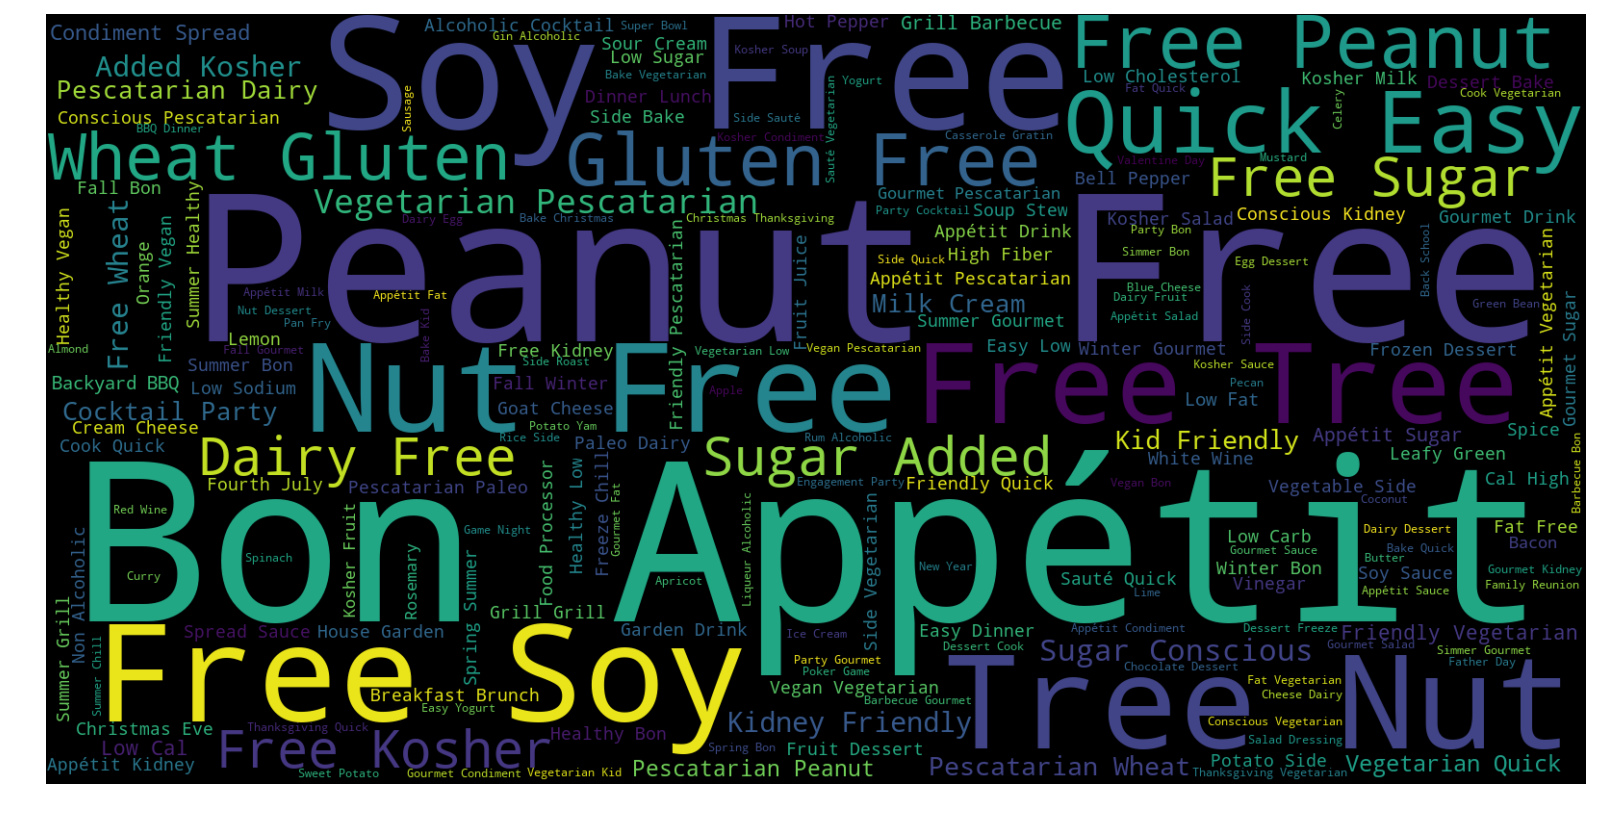 Condiment Spread
Alcoholic Cocktail
Super Bowl
Hot Pepper
Grill Barbecue
Gin Alcoholic
Soy Free
Free Peanut
Added Kosher
Sour Cream
Low Sugar
Kosher Soup
Low Cholesterol
Kosher Milk
Dessert Bake
Bake Vegetarian
Yogurt
Fat Quick
Cook Vegetarian
Pescatarian Dairy
Sausage
Dinner Lunch
Conscious Pescatarian
Side Bake
Side Sauté
Sauté Vegetarian
Quick Easy
Celery
BBQ Dinner
Kosher Condiment
Casserole Gratin
Wheat Gluten
Gluten Free
Valentine Day
Mustard
Fall Bon
Bell Pepper
Free Sugar
Vegetarian Pescatarian
Gourmet Pescatarian
Party Cocktail
Soup Stew
Kosher Salad
Conscious Kidney
Gourmet Drink
Dairy Egg
Bake Christmas
Christmas Thanksgiving
Healthy Vegan
Free Wheat
Orange
Friendly Vegan
Summer Healthy
Peanut Free
Friendly Pescatarian
Fruit Juice
Appétit Drink
High Fiber
Party Bon
Simmer Bon
Back School
Side Quick
Egg Dessert
Appétit Pescatarian
Appétit Milk
Appétit Fat
Blue Cheese
Dairy Fruit
Green Bean
Nut Dessert
Milk Cream
Appétit Salad
Pan Fry
Summer Gourmet
Side Cook
Appétit Vegetarian
Gourmet Sugar
Lemon
Bake Kid
Almond
Fall Gourmet
Free Kidney
Vegetarian Low
Vegan Pescatarian
Easy Low
Winter Gourmet
Frozen Dessert
Summer Bon
Side Roast
Kosher Sauce
Nut Free
Free Tree
Backyard BBQ
Low Sodium
Fall Winter
Apple
Pecan
Low Fat
Cocktail Party
Goat Cheese
Cream Cheese
Potato Yam
Cook Quick
Rice Side
Paleo Dairy
Rum Alcoholic
Kid Friendly
Appétit Sugar
Spice
Dairy Free
Sugar Added
White Wine
Leafy Green
Barbecue Bon
Fourth July
Pescatarian Paleo
Engagement Party
Friendly Quick
Vegan Bon
Vegetable Side
Cal High
Bon Appétit
Red Wine
Game Night
Food Processor
Healthy Low
Freeze Chill
Gourmet Fat
Coconut
Kosher Fruit
Rosemary
Liqueur Alcoholic
Side Vegetarian
Low Carb
Dairy Dessert
Fat Free
Non Alcoholic
Gourmet Sauce
Bake Quick
Bacon
Spinach
Butter
Curry
Apricot
New Year
Winter Bon
Soy Sauce
Gourmet Kidney
Sauté Quick
Vinegar
Family Reunion
Lime
Appétit Sauce
Summer Grill
Spring Summer
Grill Grill
Spread Sauce
House Garden
Garden Drink
Ice Cream
Easy Dinner
Appétit Condiment
Dessert Freeze
Friendly Vegetarian
Dessert Cook
Gourmet Salad
Free Soy
Summer Chill
Party Gourmet
Sugar Conscious
Simmer Gourmet
Poker Game
Chocolate Dessert
Father Day
Tree Nut
Breakfast Brunch
Vegan Vegetarian
Fat Vegetarian
Cheese Dairy
Easy Yogurt
Barbecue Gourmet
Christmas Eve
Thanksgiving Quick
Healthy Bon
Kidney Friendly
Conscious Vegetarian
Low Cal
Free Kosher
Spring Bon
Fruit Dessert
Salad Dressing
Appétit Kidney
Sweet Potato
Gourmet Condiment
Vegetarian Kid
Pescatarian Peanut
Pescatarian Wheat
Potato Side
Thanksgiving Vegetarian
Vegetarian Quick